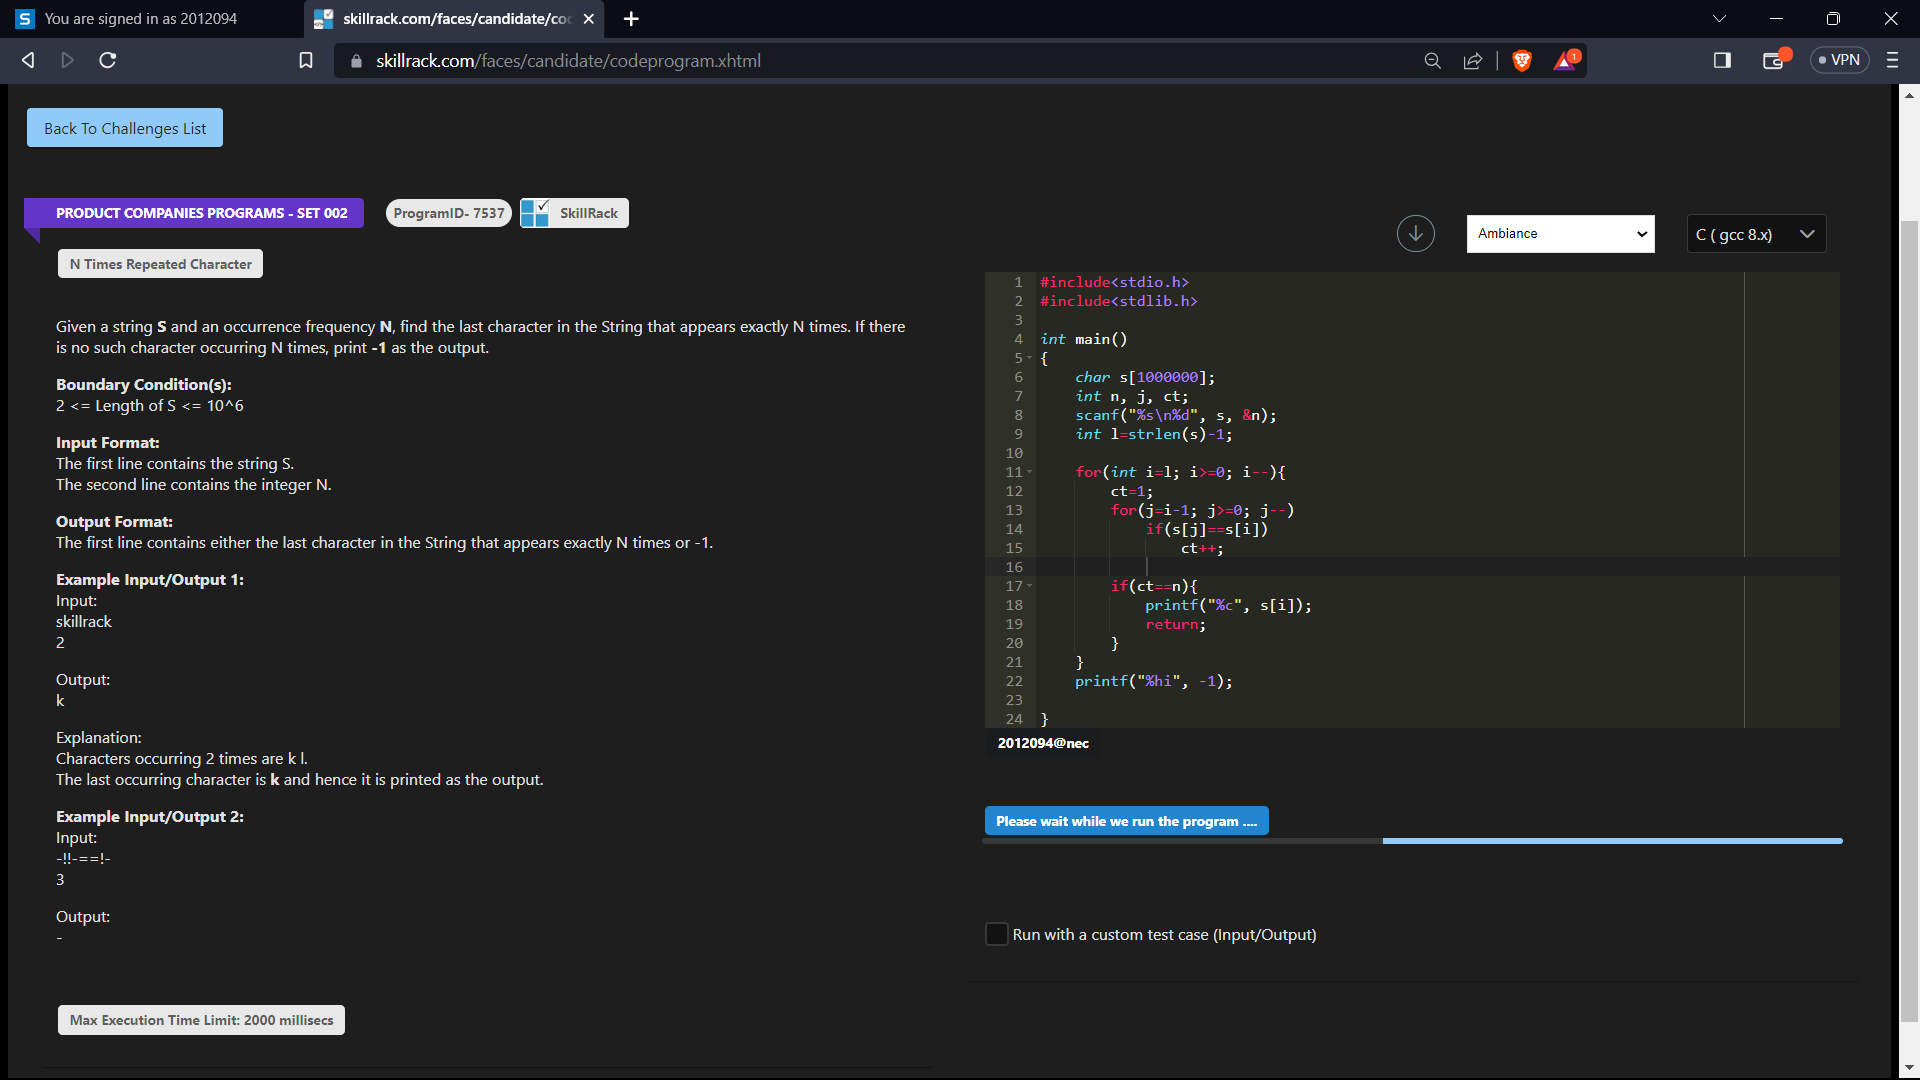 You are signed in as 2012094
skillrack.com/faces/candidate/co
skillrack.com/faces/candidate/codeprogram.xhtml
1
VPN
Back To Challenges List
PRODUCT COMPANIES PROGRAMS - SET 002
ProgramID- 7537
SkillRack
N Times Repeated Character
Given a string S and an occurrence frequency N, find the last character in the String that appears exactly N times. If there
is no such character occurring N times, print -1 as the output.
Boundary Condition(s):
2 <= Length of S <= 10^6
Input Format:
The first line contains the string S.
The second line contains the integer N.
Output Format:
The first line contains either the last character in the String that appears exactly N times or -1.
Example Input/Output 1:
Input:
skillrack
2
Output:
k
Explanation:
Characters occurring 2 times are k l.
The last occurring character is k and hence it is printed as the output.
Example Input/Output 2:
Input:
-!!-==!-
3
Output:
-
Max Execution Time Limit: 2000 millisecs
Ambiance
C ( gcc 8.x)
1 #include<stdio.h>
2 #include<stdlib.h>
3
4 int main()
5 {
6 char s[1000000];
7 int n, j, ct;
8 scanf("%s\n%d", s, &n);
9 int l=strlen(s)-1;
10
11 for(int i=l; i>=0; i--){
12 ct=1;
13 for(j=i-1; j>=0; j--)
14 if(s[j]==s[i])
15 ct++;
16
17 if(ct==n){
18 printf("%c", s[i]);
19 return;
20 }
21 }
22 printf("%hi", -1);
23
24 }
2012094@nec
Please wait while we run the program ....
Run with a custom test case (Input/Output)